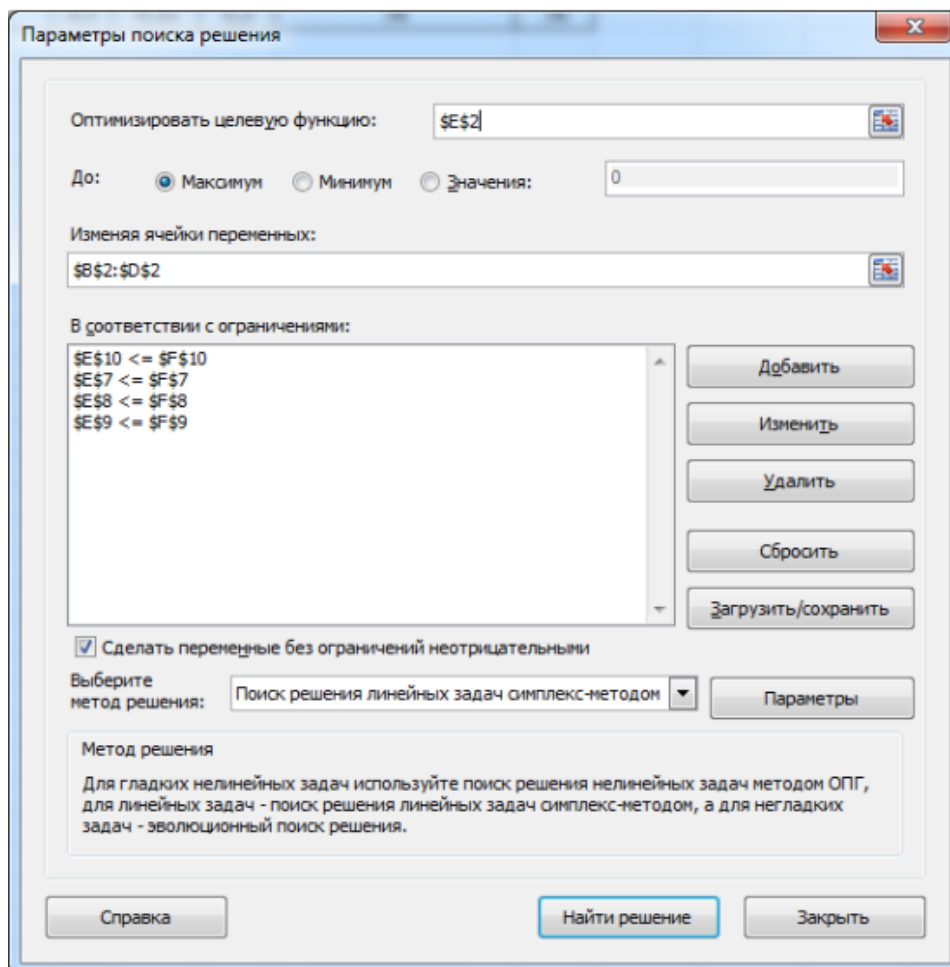 Параметры поиска решения
Оптимизировать целевую функцию:
$E$2
До:
Максимум
Минимум
Значения:
0
Изменяя ячейки переменных:
$B$2:$D$2
В соответствии с ограничениями:
$E$10 <= $F$10
$E$7 <= $F$7
$E$8 <= $F$8
$E$9 <= $F$9
Добавить
Изменить
Удалить
Сбросить
Загрузить/сохранить
Сделать переменные без ограничений неотрицательными
Выберите
метод решения:
Поиск решения линейных задач симплекс-методом
Параметры
Метод решения
Для гладких нелинейных задач используйте поиск решения нелинейных задач методом ОПГ,
для линейных задач - поиск решения линейных задач симплекс-методом, а для негладких
задач - эволюционный поиск решения.
Справка
Найти решение
Закрыть